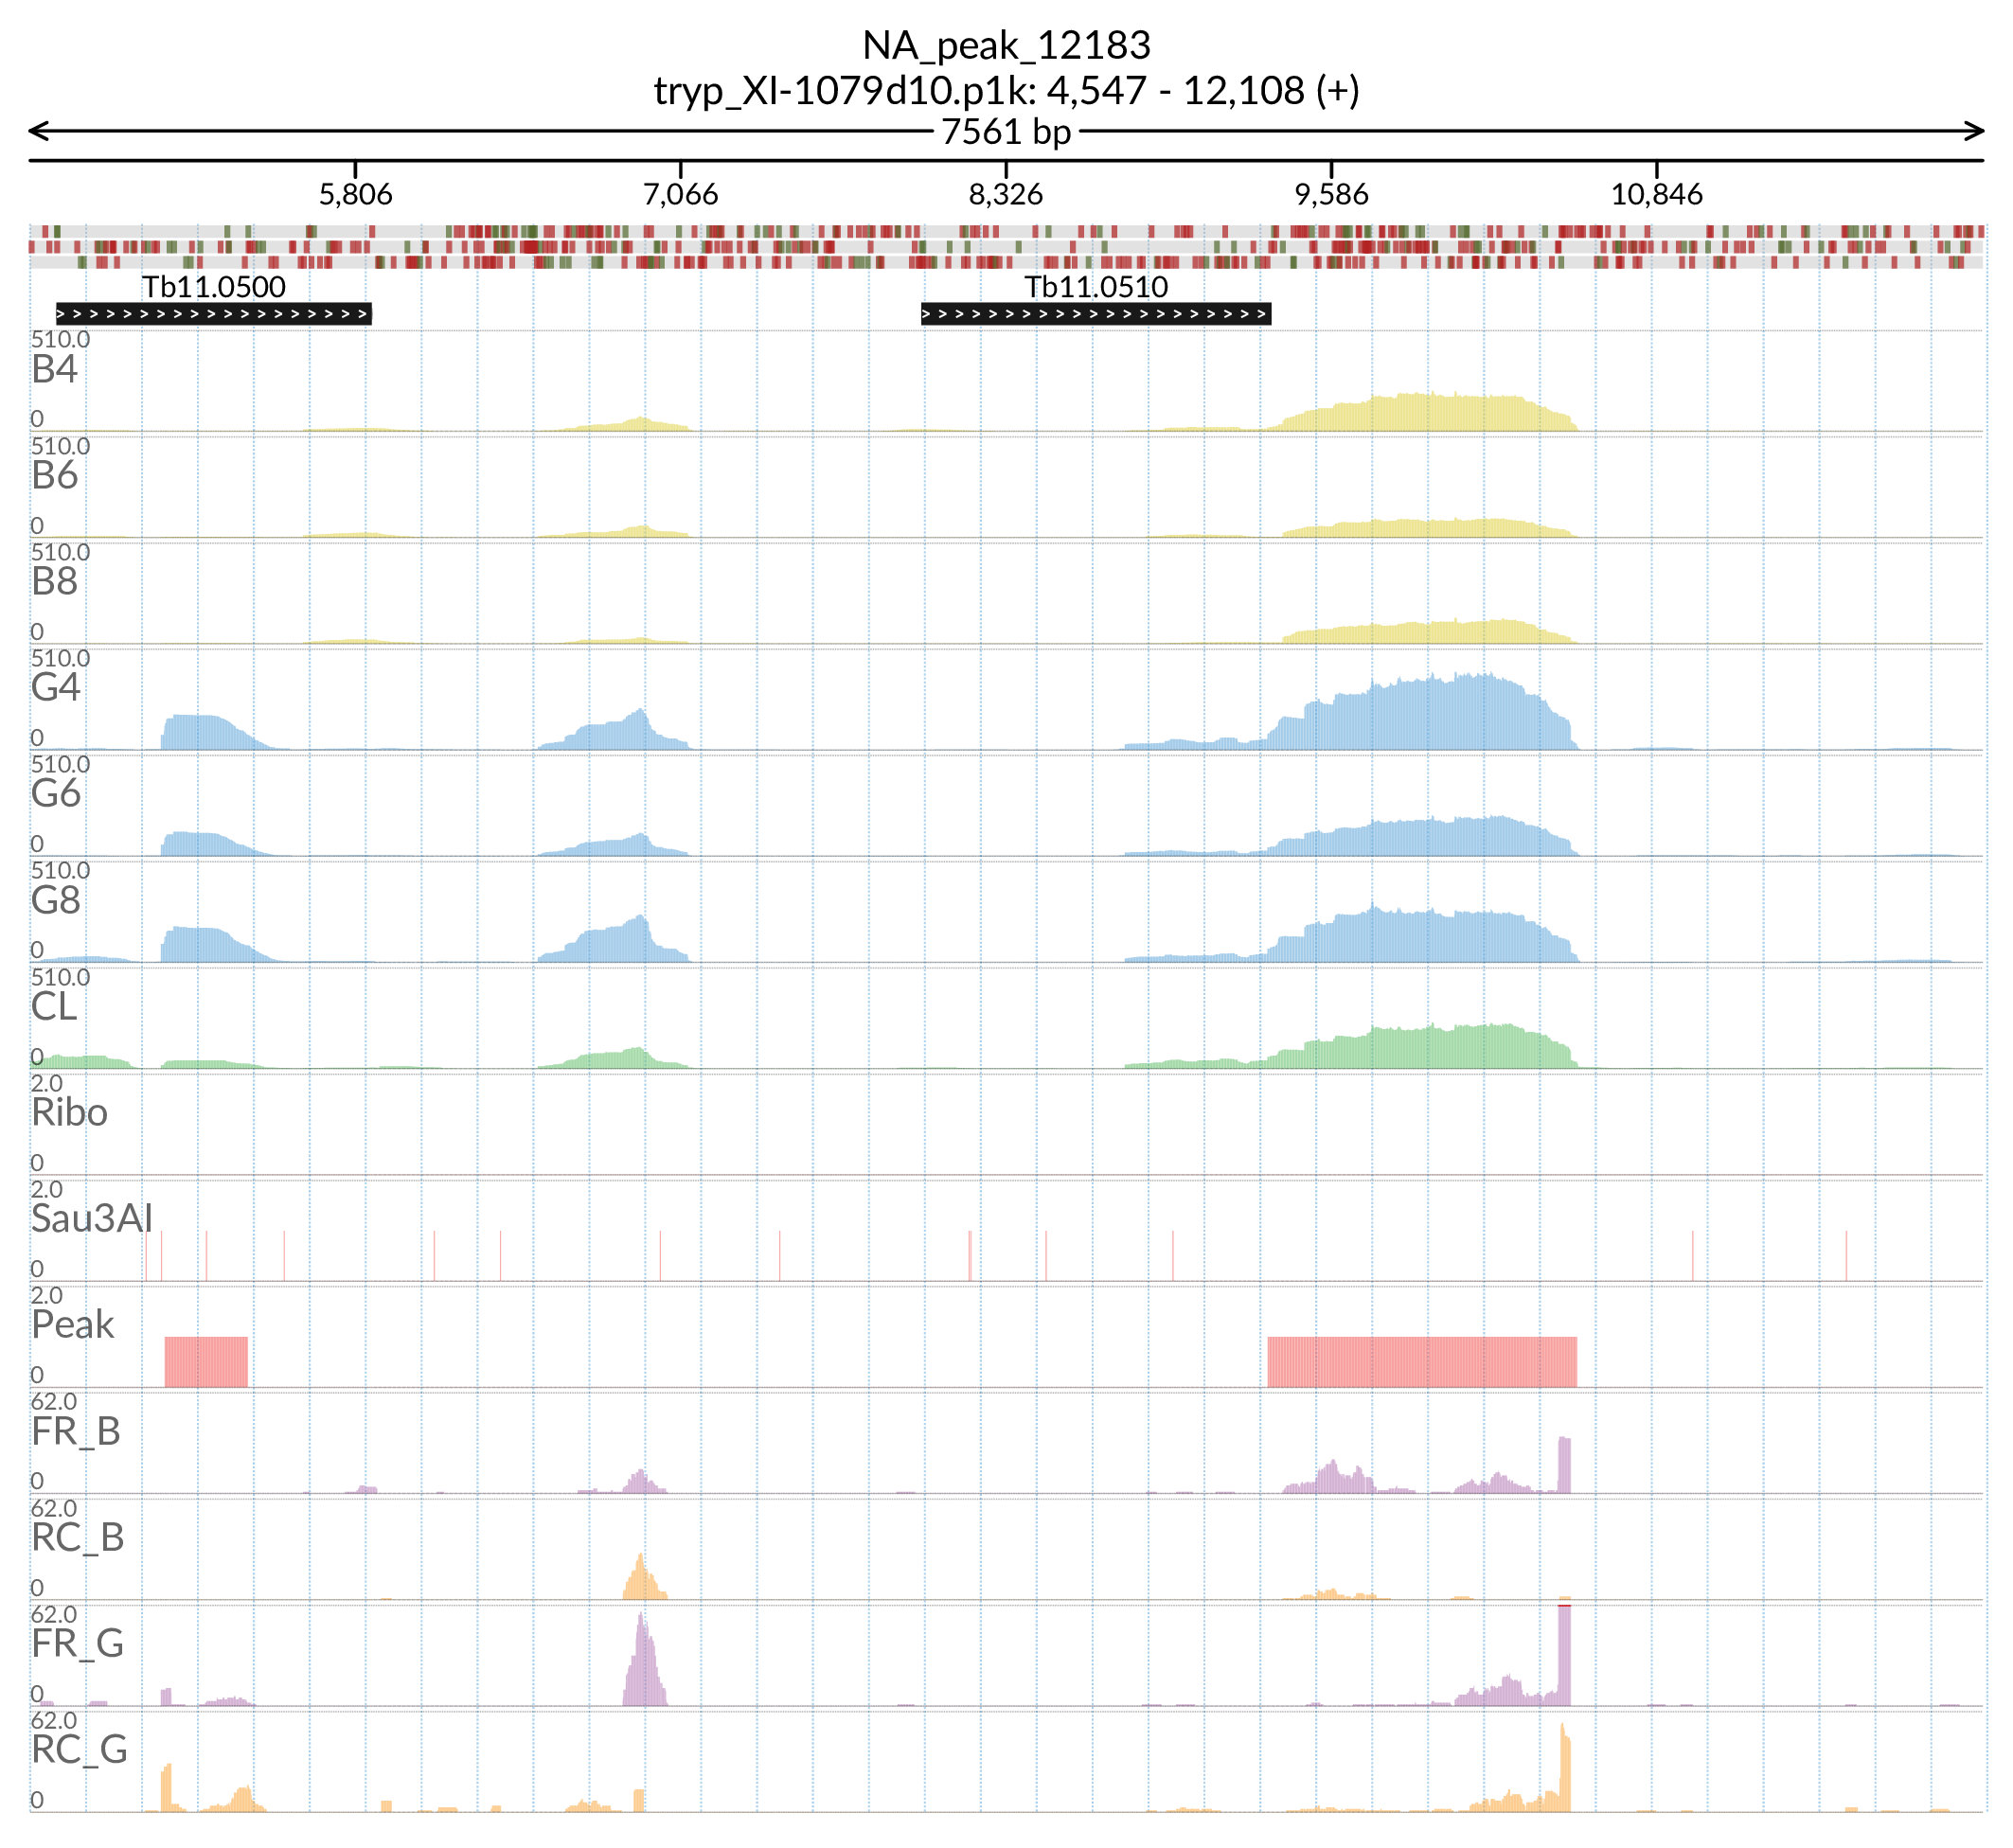 NA_peak_12183
tryp_XI-1079d10.p1k: 4,547 - 12,108 (+)
7561 bp
5,806 7,066 8,326 9,586 10,846
Tb11.0500 Tb11.0510
510.0
B4
0
510.0
B6
0
510.0
B8
0
510.0
G4
0
510.0
G6
0
510.0
G8
0
510.0
CL
0
2.0
Ribo
0
2.0
Sau3AI
0
2.0
Peak
0
62.0
FR_B
0
62.0
RC_B
0
62.0
FR_G
0
62.0
RC_G
0